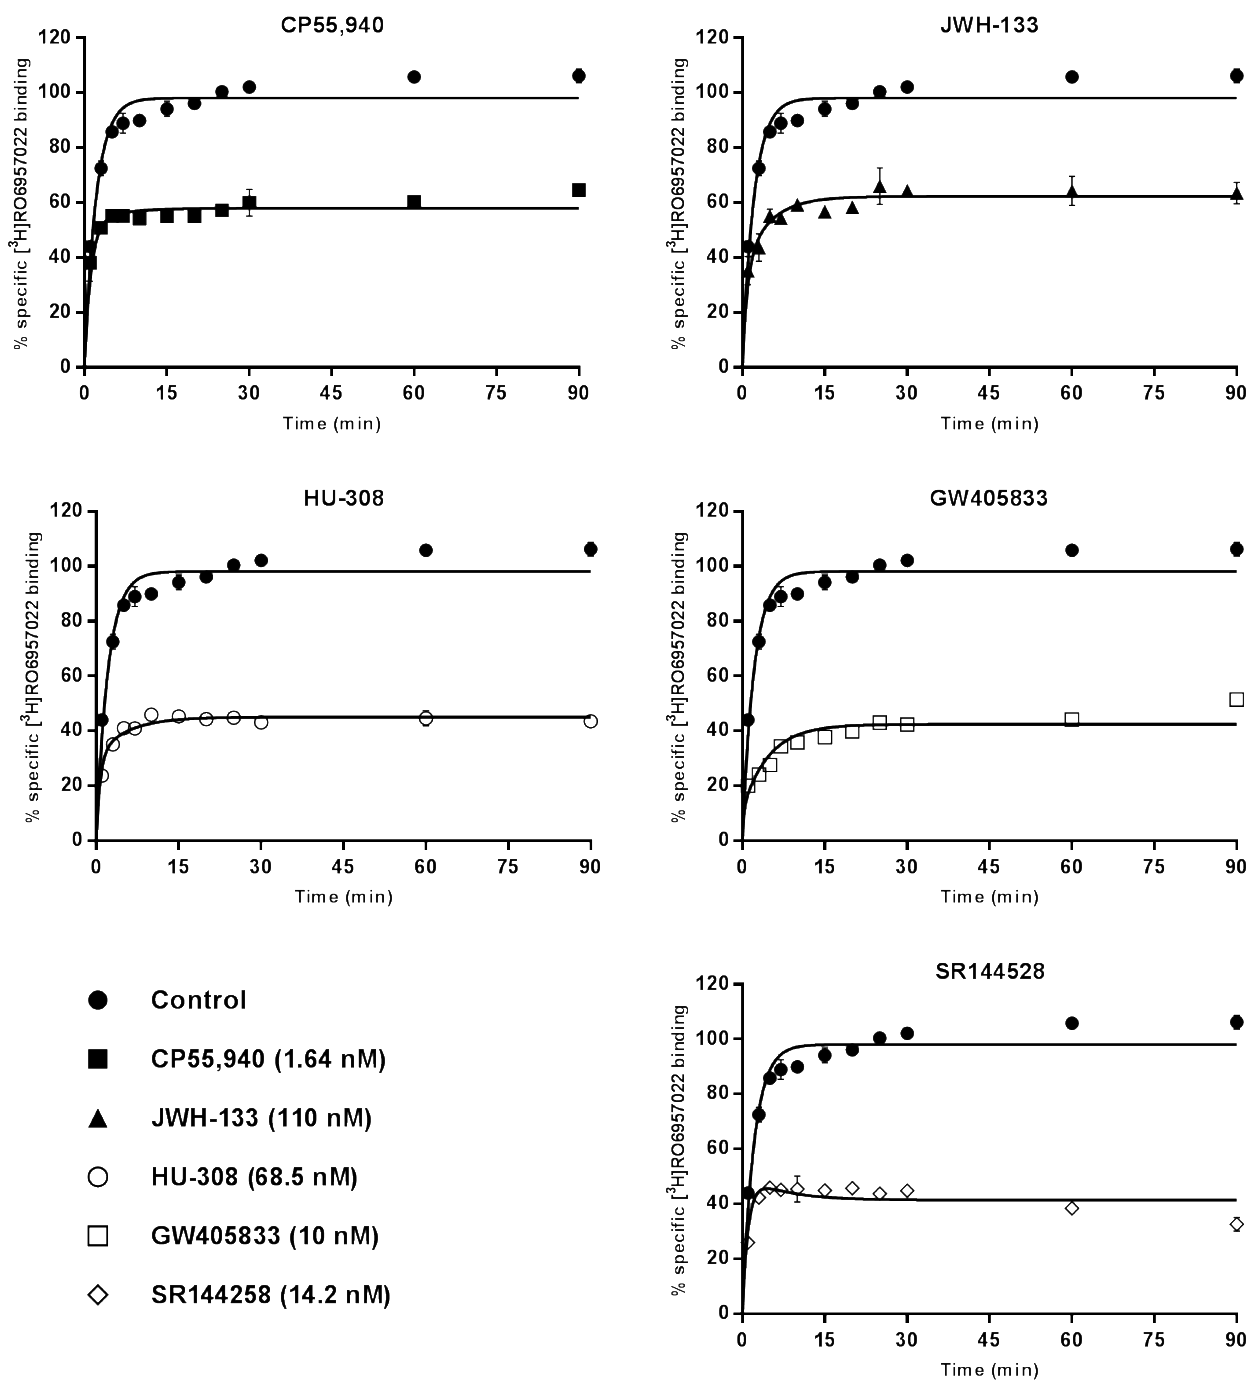 CP55,940
120
100
80
60
40
20
0
% specific [³H]RO6957022 binding
0 15 30 45 60 75 90
Time (min)
JWH-133
120
100
80
60
40
20
0
% specific [³H]RO6957022 binding
0 15 30 45 60 75 90
Time (min)
HU-308
120
100
80
60
40
20
0
% specific [³H]RO6957022 binding
0 15 30 45 60 75 90
Time (min)
GW405833
120
100
80
60
40
20
0
% specific [³H]RO6957022 binding
0 15 30 45 60 75 90
Time (min)
Control
CP55,940 (1.64 nM)
JWH-133 (110 nM)
HU-308 (68.5 nM)
GW405833 (10 nM)
SR144258 (14.2 nM)
SR144528
120
100
80
60
40
20
0
% specific [³H]RO6957022 binding
0 15 30 45 60 75 90
Time (min)